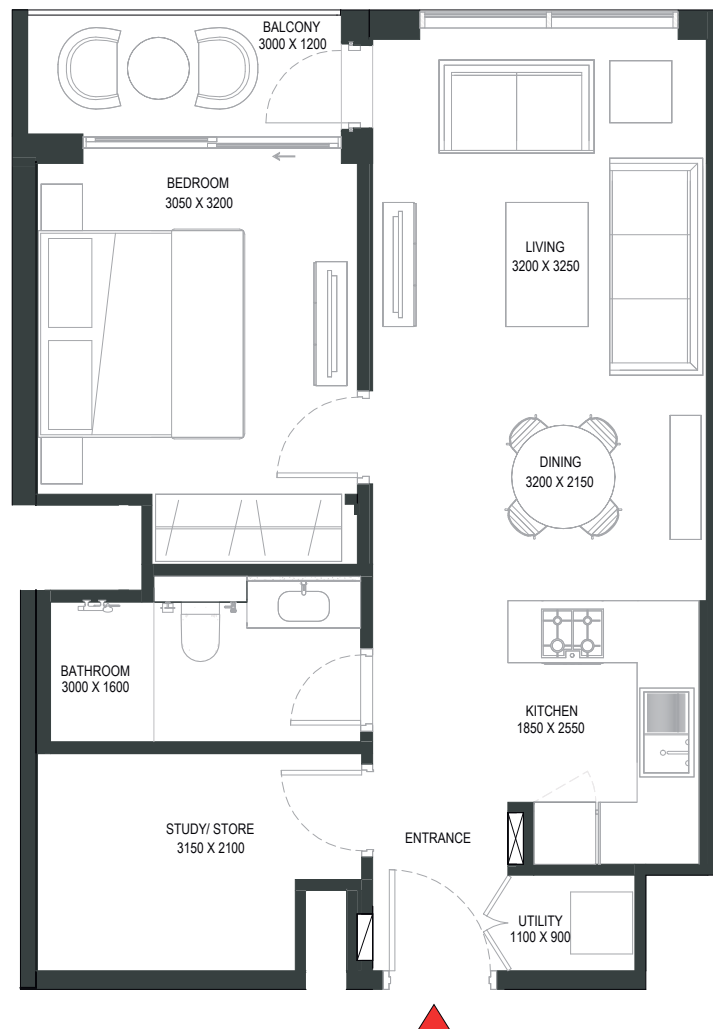 BALCONY
3000 X 1200
BEDROOM
3050 X 3200
LIVING
3200 X 3250
DINING
3200 X 2150
BATHROOM
3000 X 1600
KITCHEN
1850 X 2550
STUDY/ STORE
3150 X 2100
ENTRANCE
UTILITY
1100 X 900